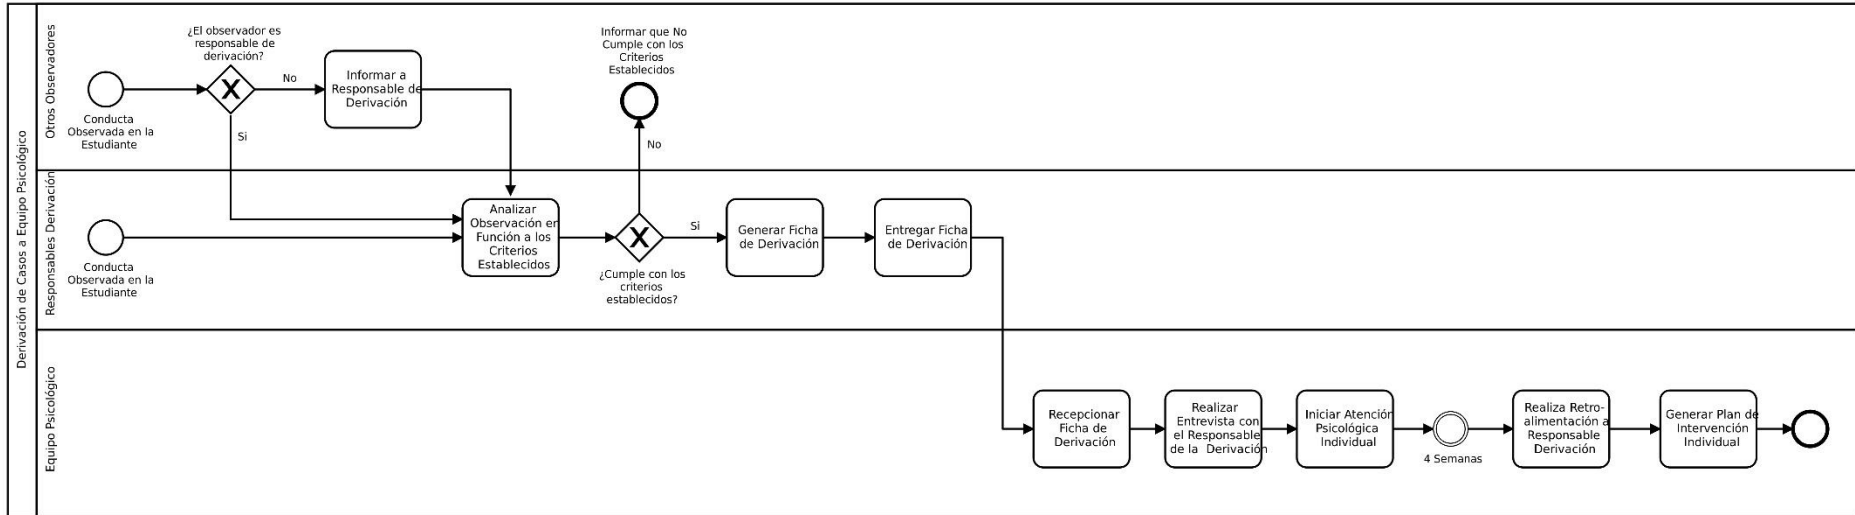 Derivación de Casos a Equipo Psicológico
Otros Observadores
¿El observador es
responsable de
derivación?
Conducta
Observada en la
Estudiante
No
Si
Informar a
Responsable de
Derivación
Informar que No
Cumple con los
Criterios
Establecidos
No
Responsables Derivación
Conducta
Observada en la
Estudiante
Analizar
Observación en
Función a los
Criterios
Establecidos
¿Cumple con los
criterios
establecidos?
Si
Generar Ficha
de Derivación
Entregar Ficha
de Derivación
Equipo Psicológico
Recepcionar
Ficha de
Derivación
Realizar
Entrevista con
el Responsable
de la Derivación
Iniciar Atención
Psicológica
Individual
4 Semanas
Realiza Retro-
alimentación a
Responsable
Derivación
Generar Plan de
Intervención
Individual